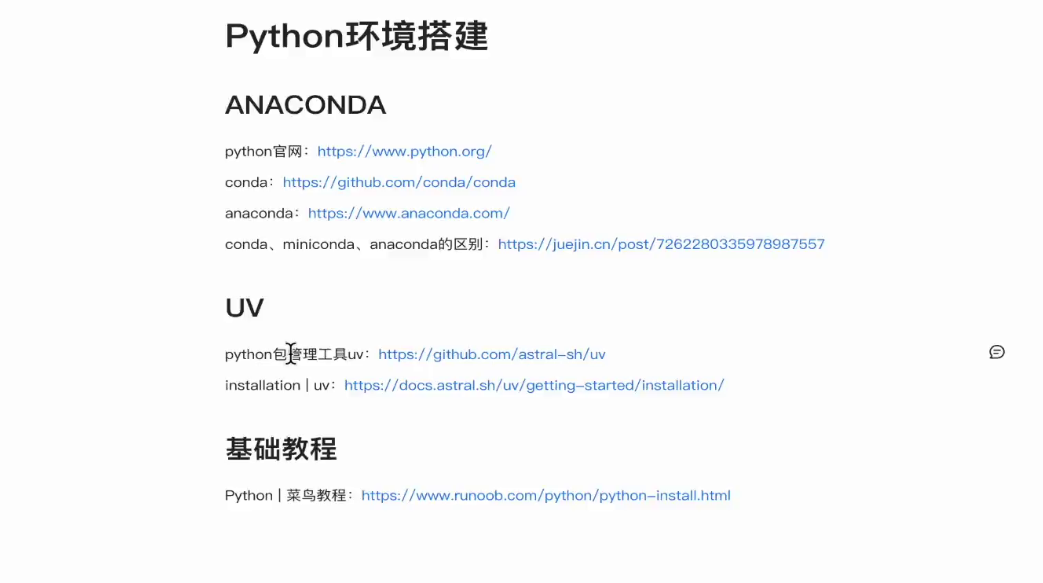 Python环境搭建
ANACONDA
python官网：https://www.python.org/
conda：https://github.com/conda/conda
anaconda：https://www.anaconda.com/
conda、miniconda、anaconda的区别：https://juejin.cn/post/7262280335978987557
UV
python包管理工具uv：https://github.com/astral-sh/uv
installation | uv：https://docs.astral.sh/uv/getting-started/installation/
基础教程
Python | 菜鸟教程：https://www.runoob.com/python/python-install.html